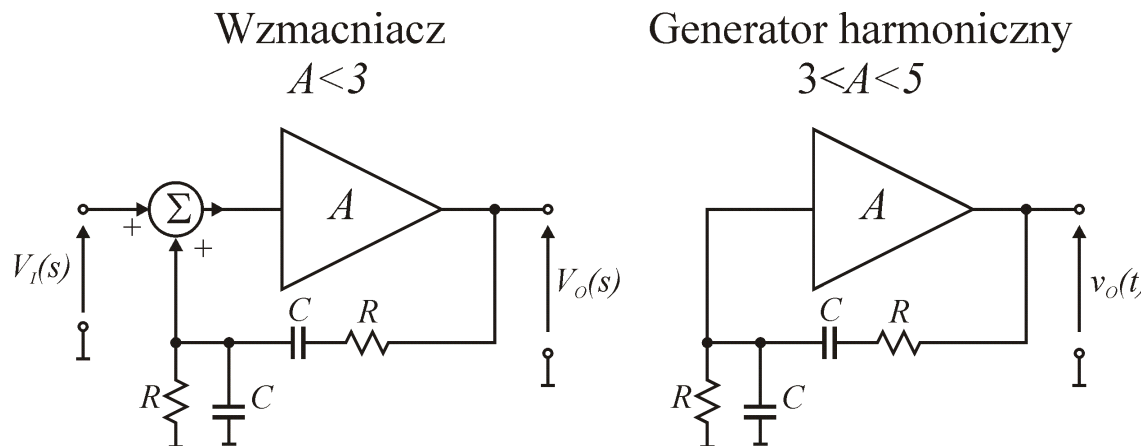 Wzmacniacz
A<3
Generator harmoniczny
3<A<5
A
Σ
+
+
V_I(s)
V_O(s)
C
R
R
C
A
v_O(t)
C
R
R
C